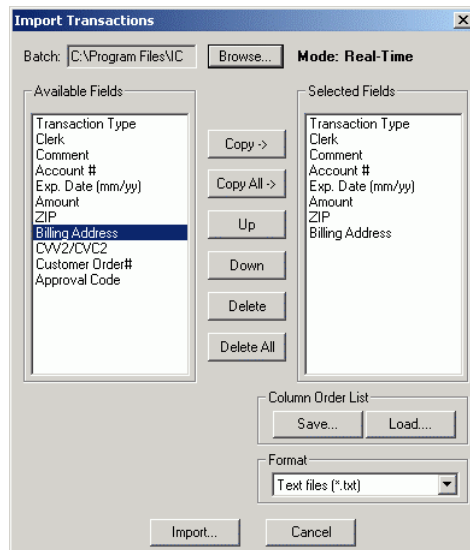 Import Transactions
Batch: C:\Program Files\IC Browse... Mode: Real-Time
Available Fields
Transaction Type
Clerk
Comment
Account #
Exp. Date (mm/yy)
Amount
ZIP
Billing Address
CVV2/CVC2
Customer Order#
Approval Code
Copy ->
Copy All ->
Up
Down
Delete
Delete All
Selected Fields
Transaction Type
Clerk
Comment
Account #
Exp. Date (mm/yy)
Amount
ZIP
Billing Address
Column Order List
Save... Load....
Format
Text files (*.txt)
Import... Cancel